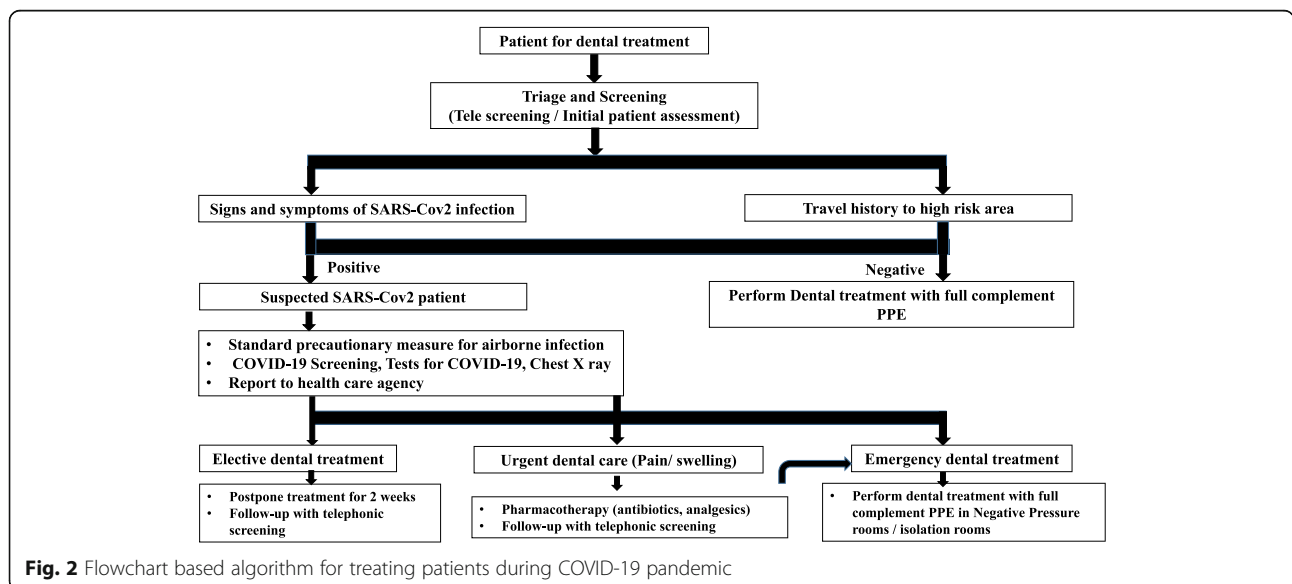 Patient for dental treatment
Triage and Screening
(Tele screening / Initial patient assessment)
Signs and symptoms of SARS-Cov2 infection
Travel history to high risk area
Positive
Negative
Suspected SARS-Cov2 patient
Perform Dental treatment with full complement
PPE
• Standard precautionary measure for airborne infection
• COVID-19 Screening, Tests for COVID-19, Chest X ray
• Report to health care agency
Elective dental treatment
Urgent dental care (Pain/ swelling)
Emergency dental treatment
• Postpone treatment for 2 weeks
• Follow-up with telephonic
screening
• Pharmacotherapy (antibiotics, analgesics)
• Follow-up with telephonic screening
• Perform dental treatment with full
complement PPE in Negative Pressure
rooms / isolation rooms
Fig. 2 Flowchart based algorithm for treating patients during COVID-19 pandemic